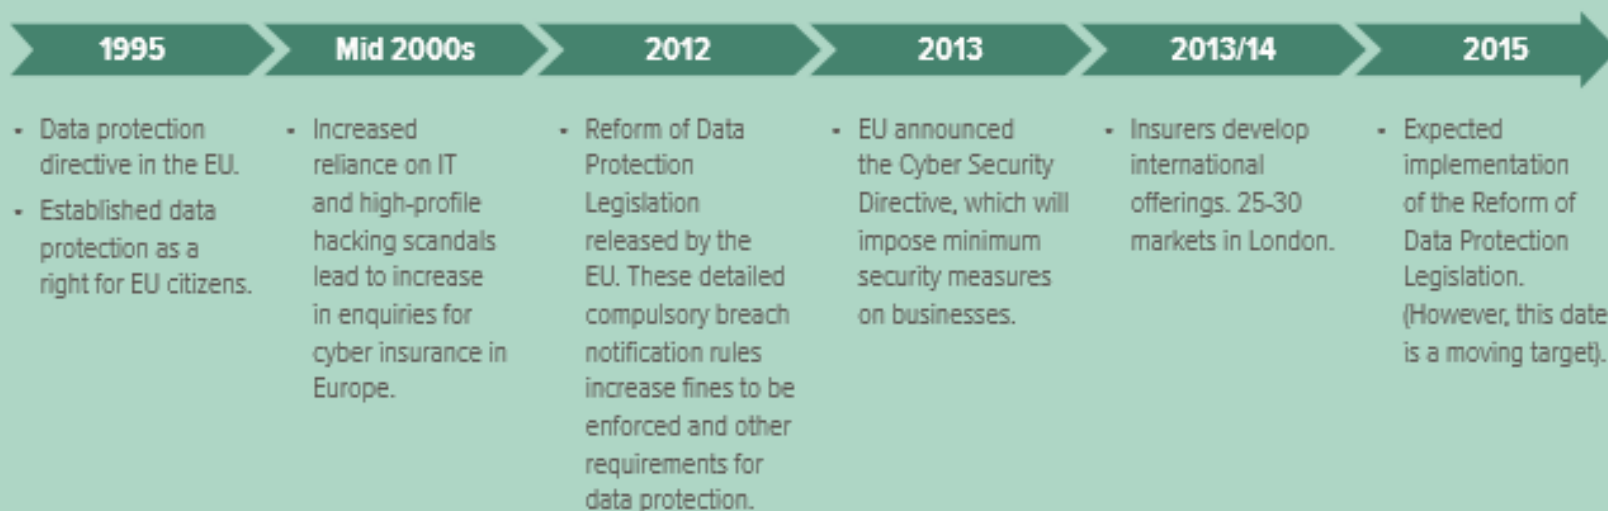 1995
Mid 2000s
2012
2013
2013/14
2015
• Data protection
directive in the EU.
• Established data
protection as a
right for EU citizens.
• Increased
reliance on IT
and high-profile
hacking scandals
lead to increase
in enquiries for
cyber insurance in
Europe.
• Reform of Data
Protection
Legislation
released by the
EU. These detailed
compulsory breach
notification rules
increase fines to be
enforced and other
requirements for
data protection.
• EU announced
the Cyber Security
Directive, which will
impose minimum
security measures
on businesses.
• Insurers develop
international
offerings. 25-30
markets in London.
• Expected
implementation
of the Reform of
Data Protection
Legislation.
(However, this date
is a moving target).